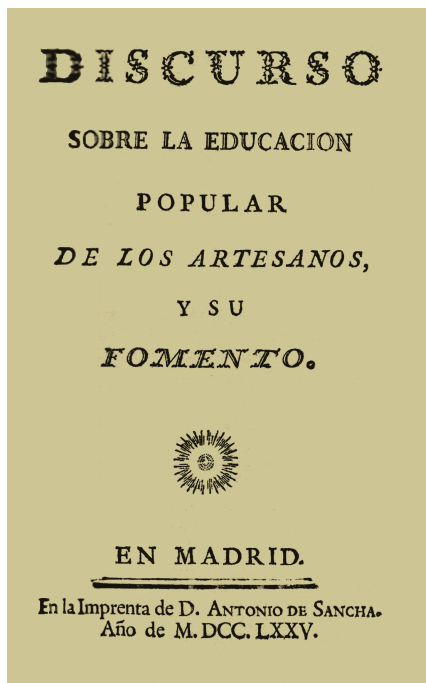 DISCURSO
SOBRE LA EDUCACION
POPULAR
DE LOS ARTESANOS,
Y SU
FOMENTO.
EN MADRID.
En la Imprenta de D. ANTONIO DE SANCHA.
Año de M. DCC. LXXV.